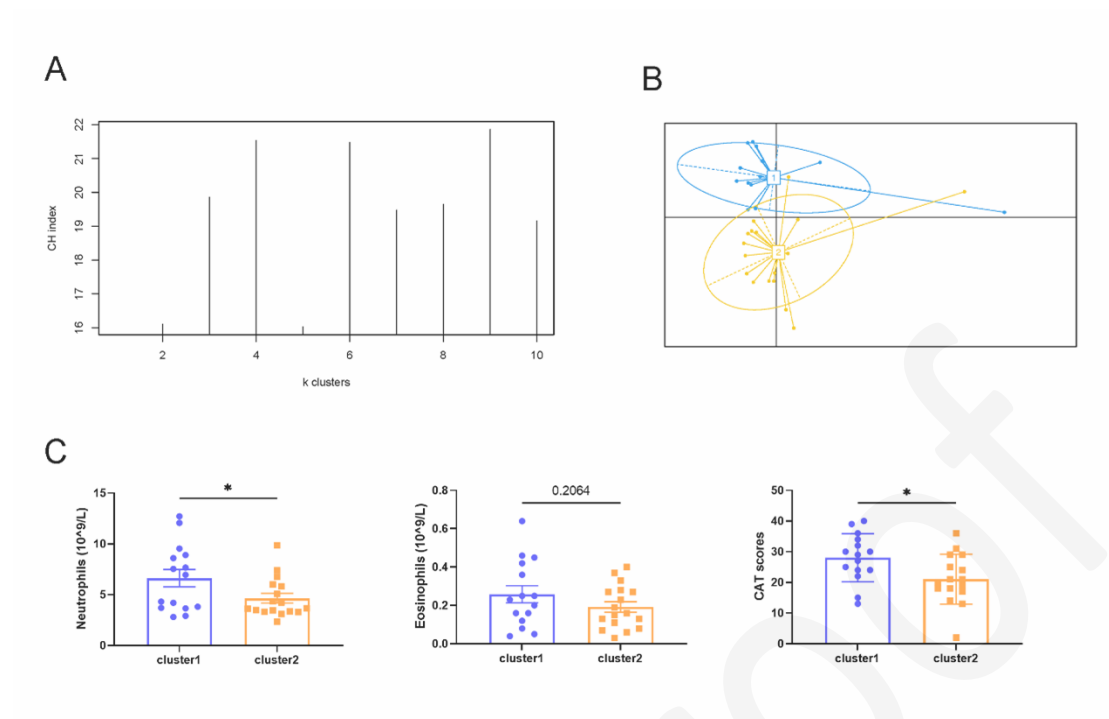 A
B
22
21
20
19
18
17
16
CH index
2
4
6
8
10
k clusters
1
2
C
15
10
5
0
Neutrophils (10^9/L)
*
cluster1
cluster2
0.8
0.6
0.4
0.2
0.0
Eosinophils (10^9/L)
0.2064
cluster1
cluster2
50
40
30
20
10
0
CAT scores
*
cluster1
cluster2